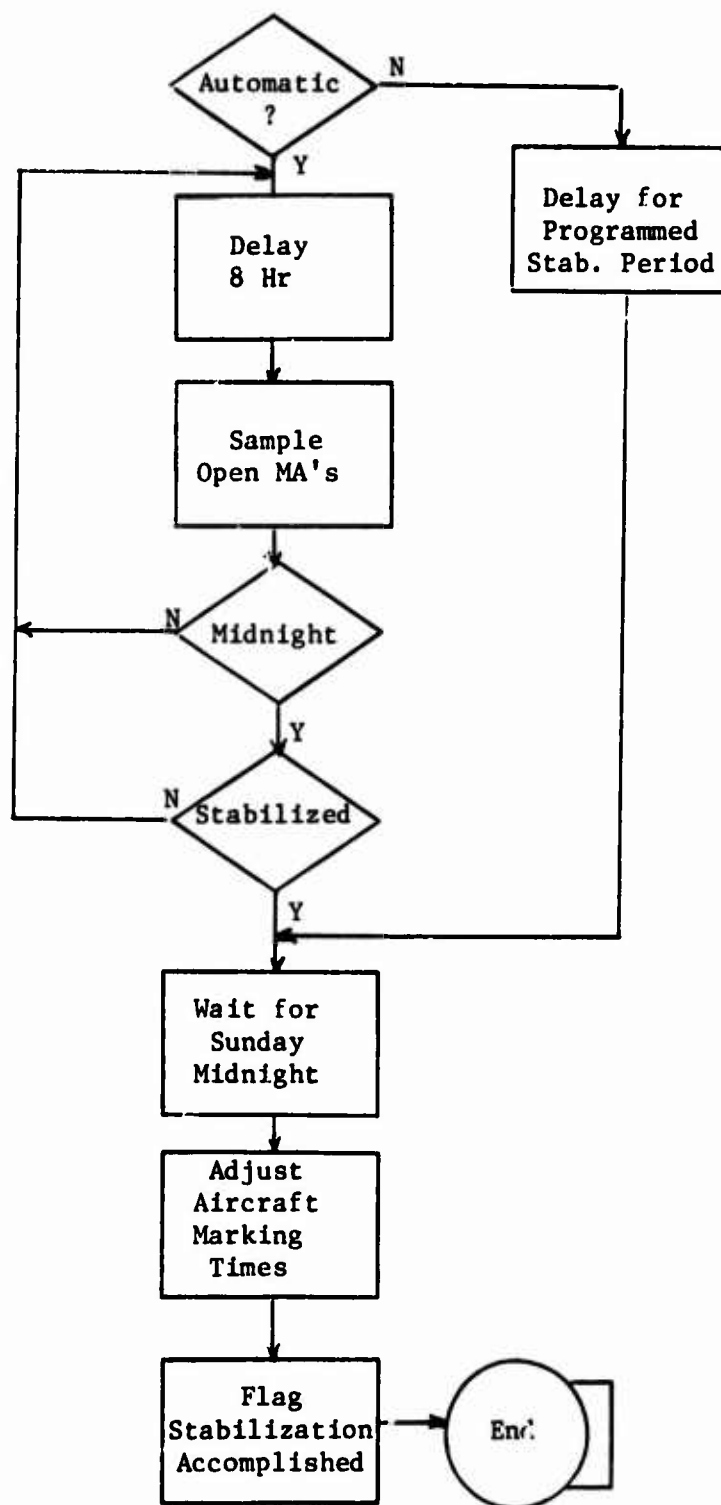 Automatic
?
N
Y
Delay for
Programmed
Stab. Period
Delay
8 Hr
Sample
Open MA's
N
Midnight
Y
N
Stabilized
Y
Wait for
Sunday
Midnight
Adjust
Aircraft
Marking
Times
Flag
Stabilization
Accomplished
End